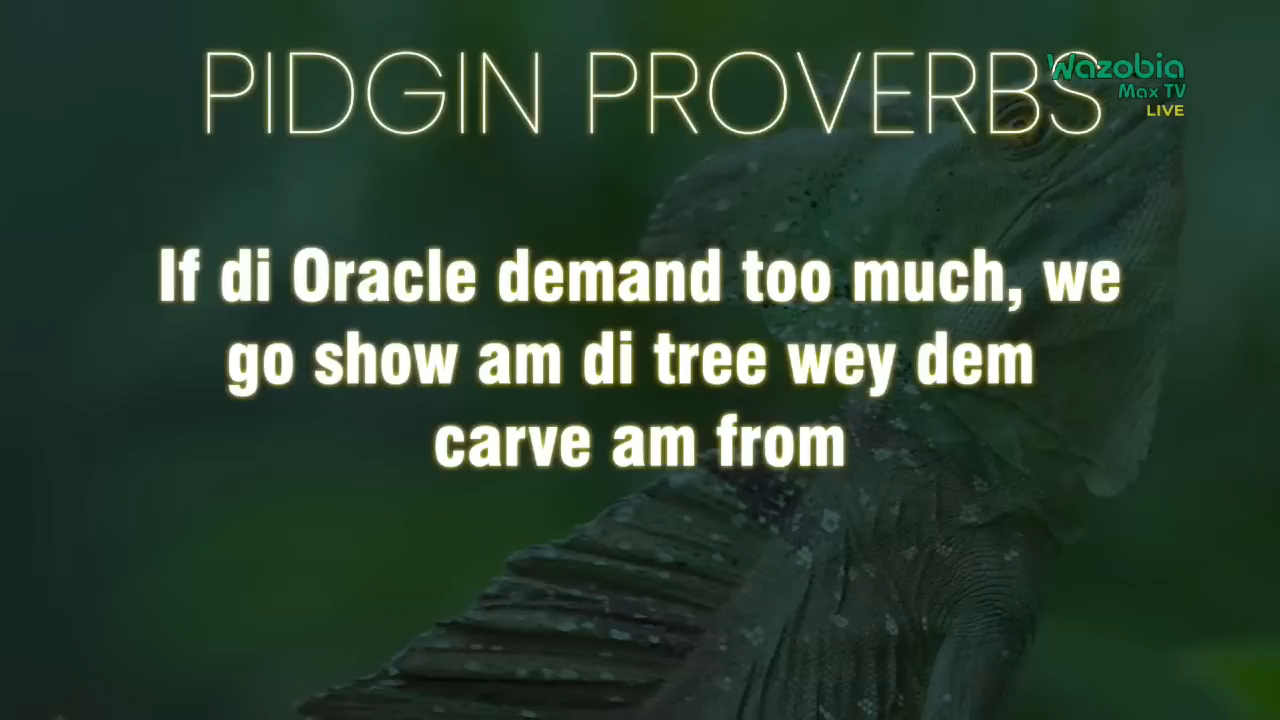 PIDGIN PROVERBS
Wazobia
Max TV
LIVE
If di Oracle demand too much, we
go show am di tree wey dem
carve am from